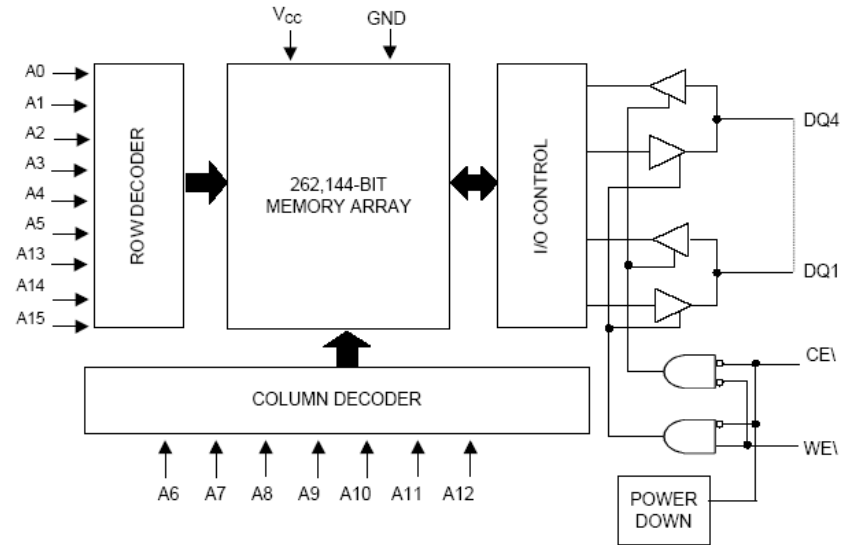 VCC
GND
A0
A1
A2
A3
A4
A5
A13
A14
A15
ROW DECODER
262,144-BIT
MEMORY ARRAY
I/O CONTROL
DQ4
DQ1
CE\
WE\
COLUMN DECODER
A6 A7 A8 A9 A10 A11 A12
POWER
DOWN